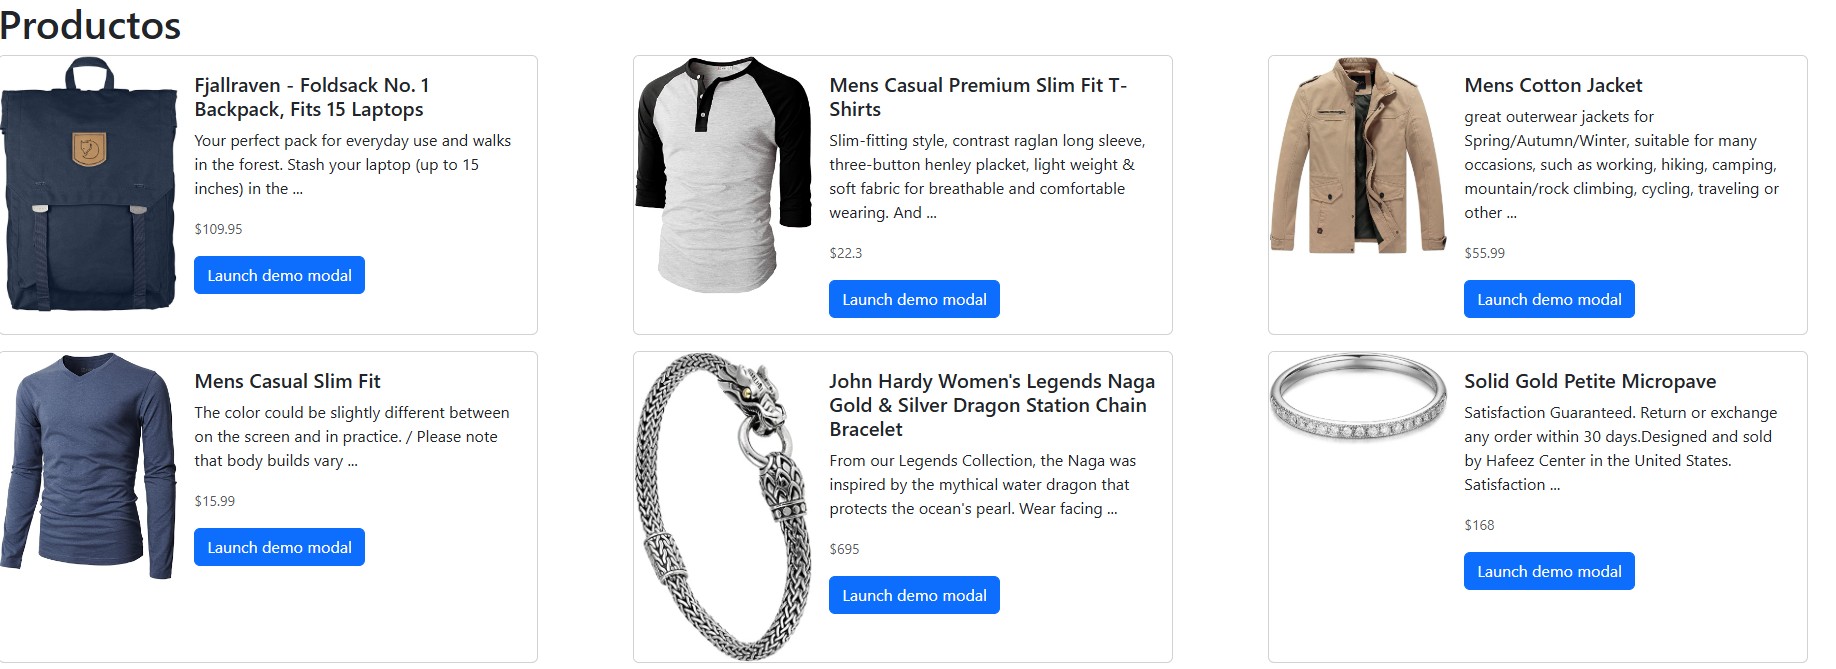 Productos
Fjallraven - Foldsack No. 1
Backpack, Fits 15 Laptops
Your perfect pack for everyday use and walks
in the forest. Stash your laptop (up to 15
inches) in the ...
$109.95
Launch demo modal
Mens Casual Premium Slim Fit T-
Shirts
Slim-fitting style, contrast raglan long sleeve,
three-button henley placket, light weight &
soft fabric for breathable and comfortable
wearing. And ...
$22.3
Launch demo modal
Mens Cotton Jacket
great outerwear jackets for
Spring/Autumn/Winter, suitable for many
occasions, such as working, hiking, camping,
mountain/rock climbing, cycling, traveling or
other ...
$55.99
Launch demo modal
Mens Casual Slim Fit
The color could be slightly different between
on the screen and in practice. / Please note
that body builds vary ...
$15.99
Launch demo modal
John Hardy Women's Legends Naga
Gold & Silver Dragon Station Chain
Bracelet
From our Legends Collection, the Naga was
inspired by the mythical water dragon that
protects the ocean's pearl. Wear facing ...
$695
Launch demo modal
Solid Gold Petite Micropave
Satisfaction Guaranteed. Return or exchange
any order within 30 days.Designed and sold
by Hafeez Center in the United States.
Satisfaction ...
$168
Launch demo modal